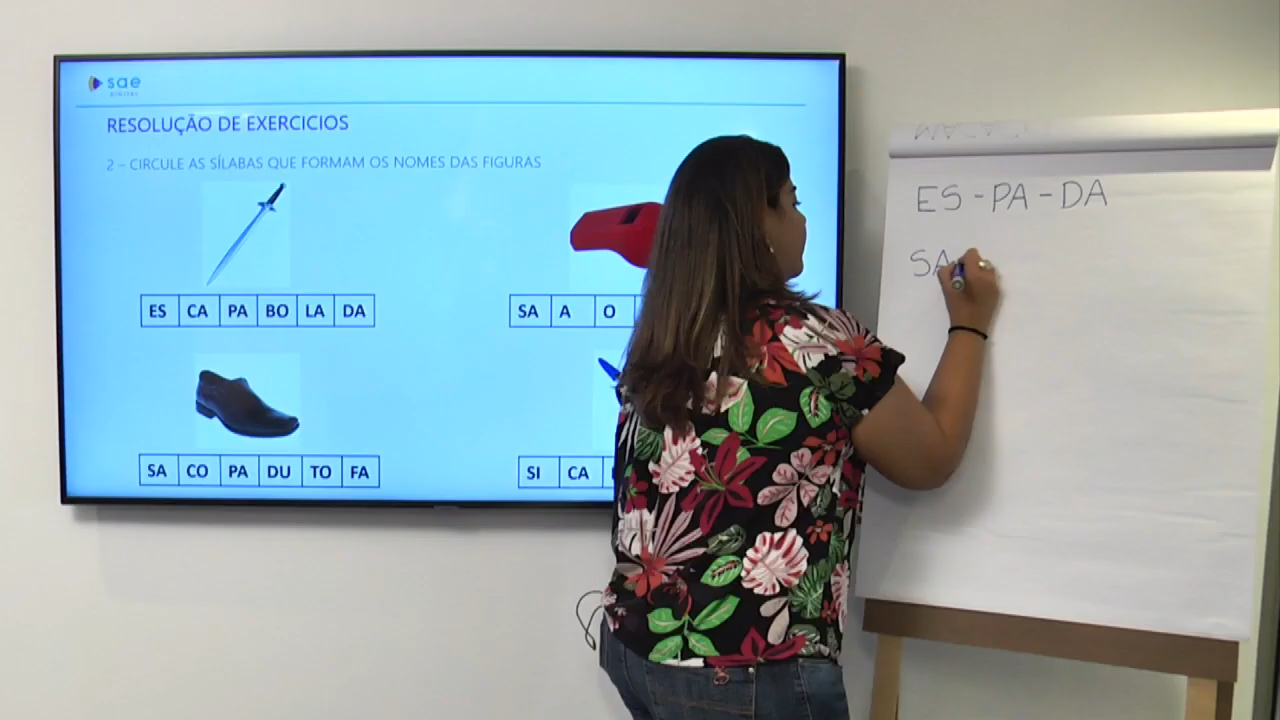 sae
DIGITAL
RESOLUÇÃO DE EXERCICIOS
2 – CIRCULE AS SÍLABAS QUE FORMAM OS NOMES DAS FIGURAS
ES CA PA BO LA DA
SA A O
SA CO PA DU TO FA
SI CA
ES - PA - DA
SA